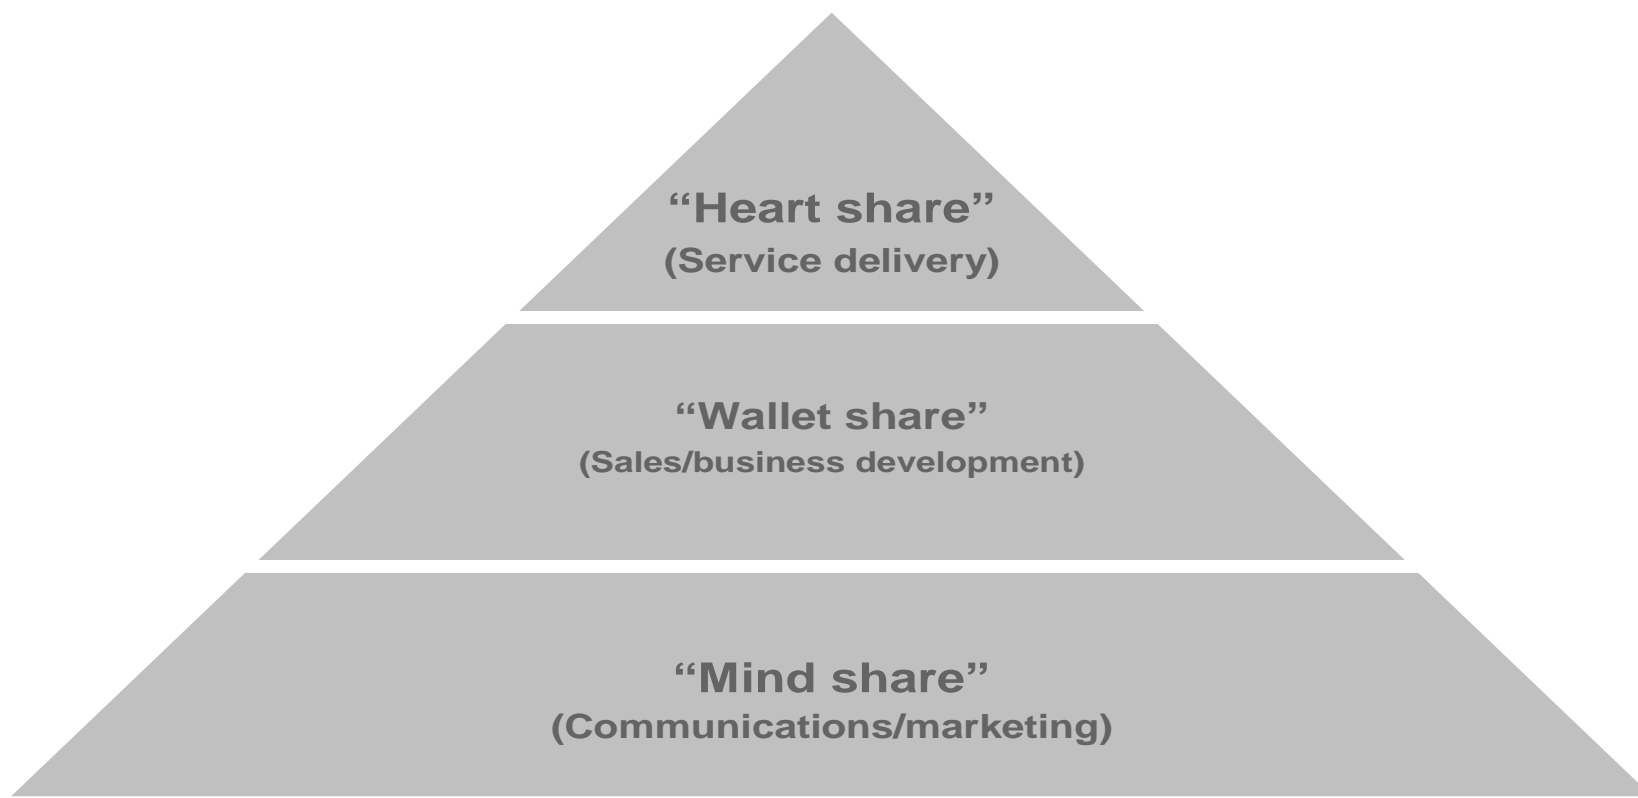 “Heart share”
(Service delivery)
“Wallet share”
(Sales/business development)
“Mind share”
(Communications/marketing)